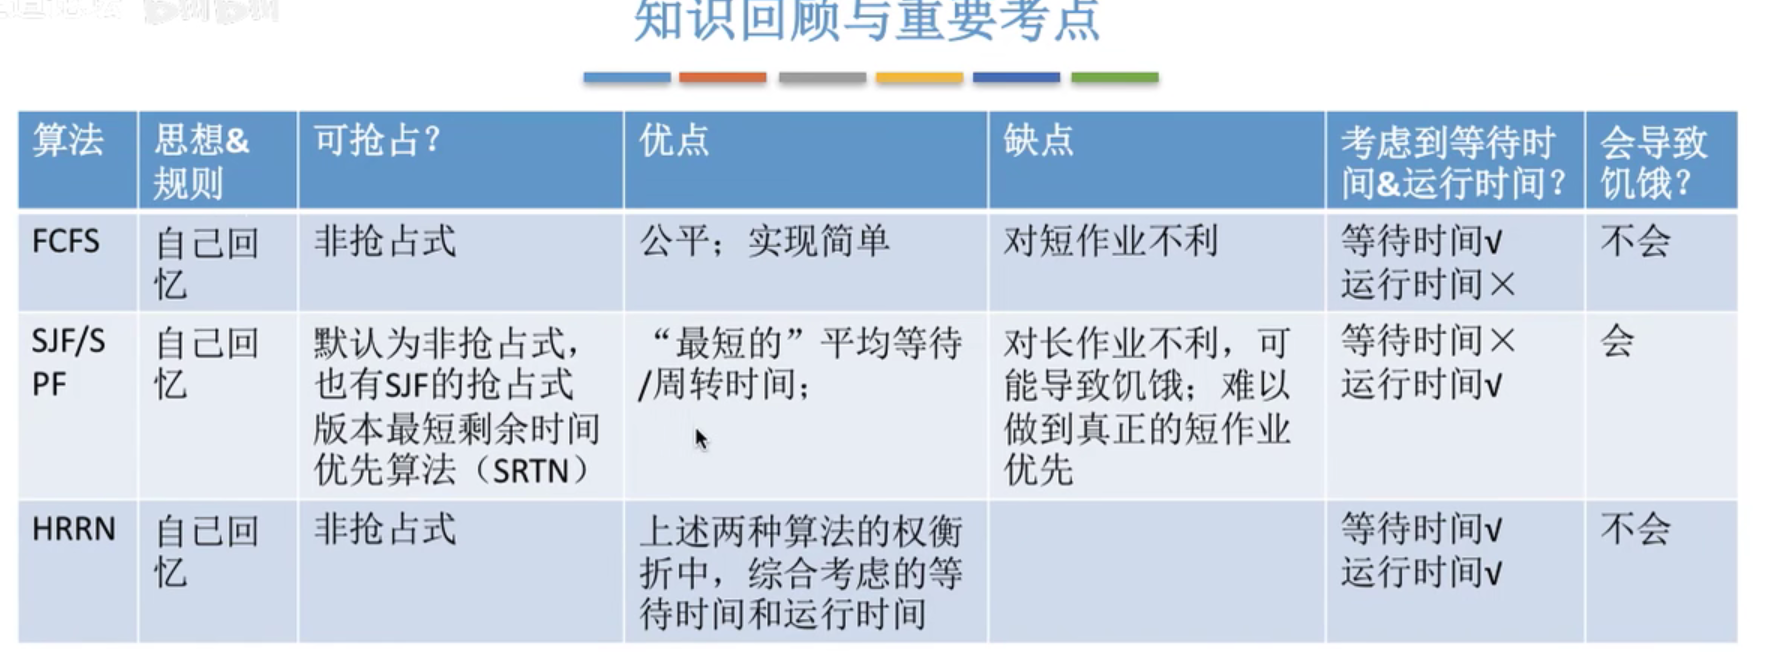 知识回顾与重要考点
算法
思想&
规则
可抢占？
优点
缺点
考虑到等待时
间&运行时间？
会导致
饥饿？
FCFS
自己回
忆
非抢占式
公平；实现简单
对短作业不利
等待时间√
运行时间×
不会
SJF/S
PF
自己回
忆
默认为非抢占式，
也有SJF的抢占式
版本最短剩余时间
优先算法（SRTN）
“最短的”平均等待
/周转时间；
对长作业不利，可
能导致饥饿；难以
做到真正的短作业
优先
等待时间×
运行时间√
会
HRRN
自己回
忆
非抢占式
上述两种算法的权衡
折中，综合考虑的等
待时间和运行时间
等待时间√
运行时间√
不会